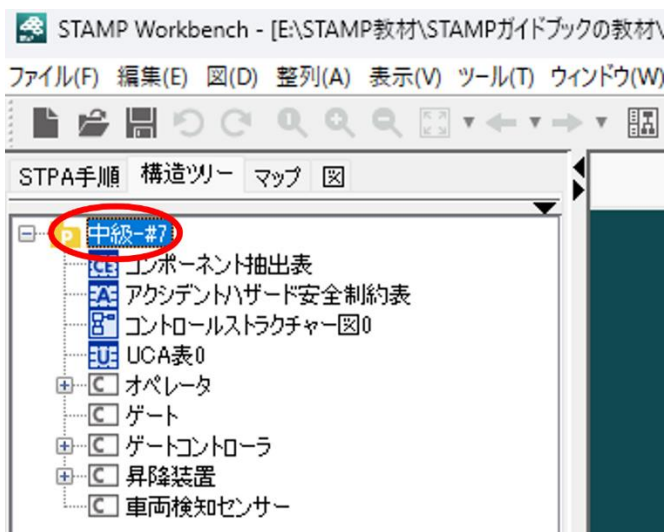 STAMP Workbench - [E:\STAMP教材\STAMPガイドブックの教材\
ファイル(F) 編集(E) 図(D) 整列(A) 表示(V) ツール(T) ウィンドウ(W)
STPA手順 構造ツリー マップ 図
P 中級-#7
CE コンポーネント抽出表
A アクシデントハザード安全制約表
コントロールストラクチャー図0
U UCA表0
C オペレータ
C ゲート
C ゲートコントローラ
C 昇降装置
C 車両検知センサー